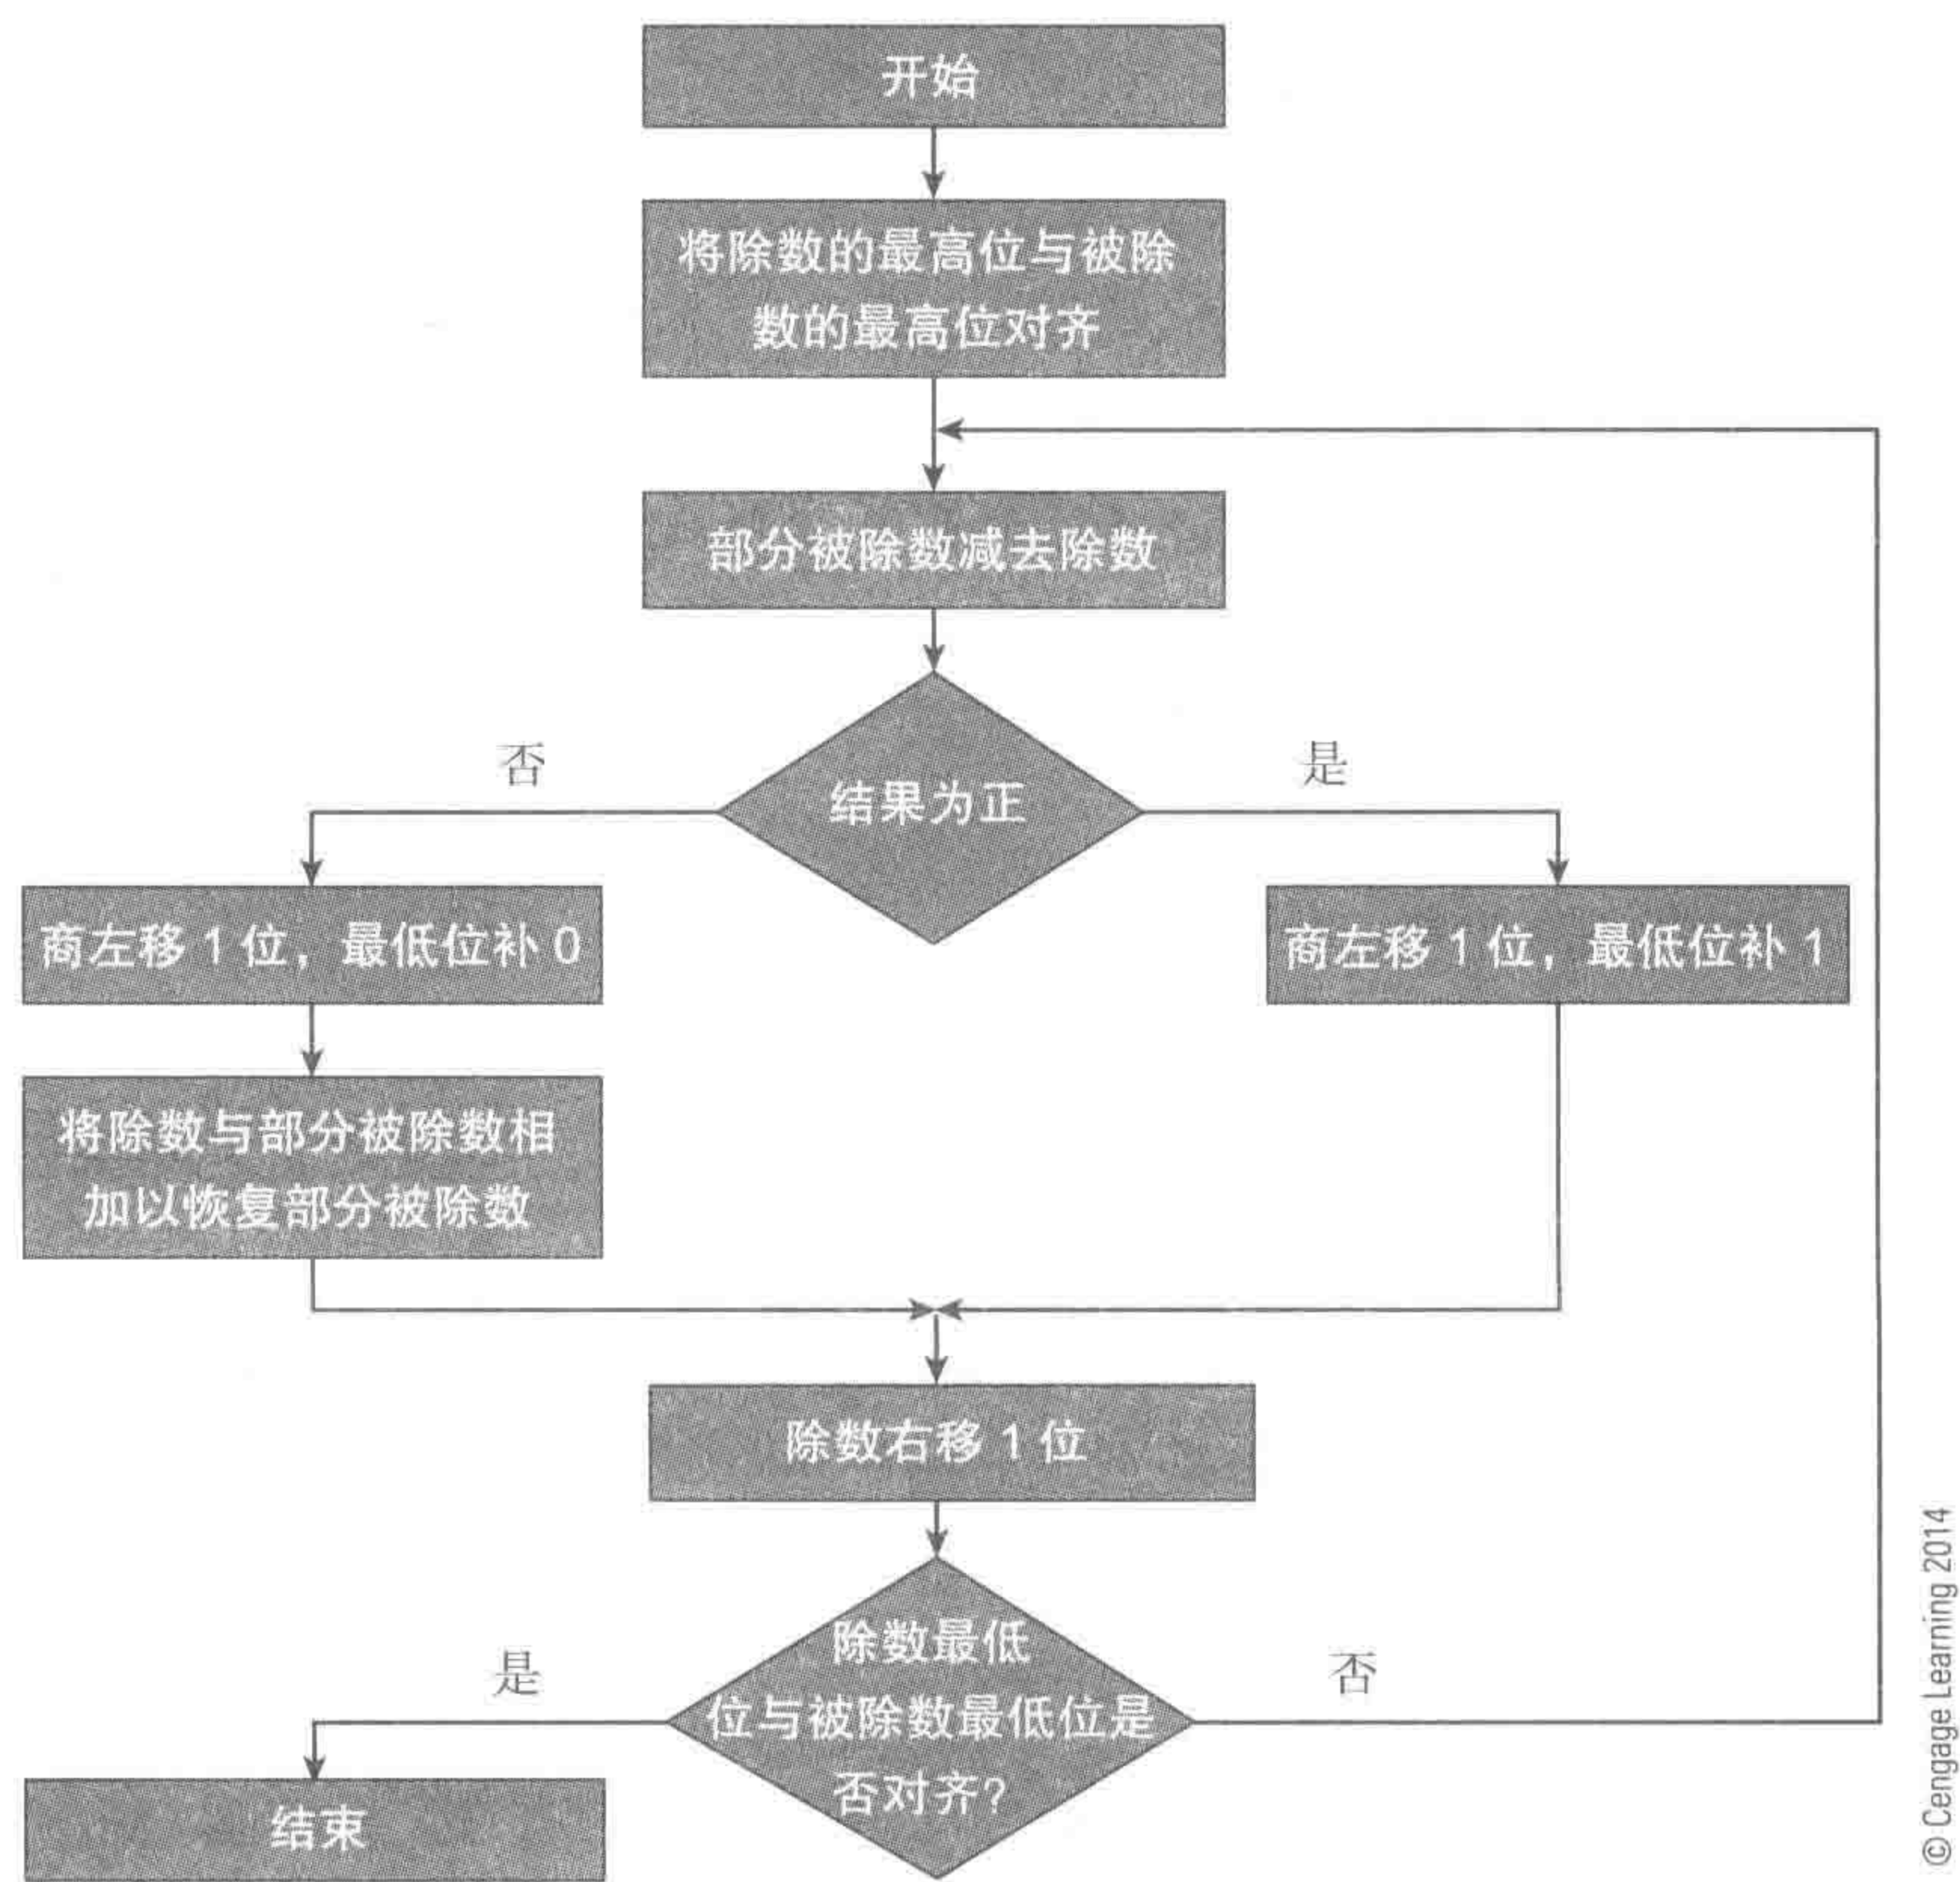 开始
将除数的最高位与被除
数的最高位对齐
部分被除数减去除数
否
是
结果为正
商左移 1 位，最低位补 0
商左移 1 位，最低位补 1
将除数与部分被除数相
加以恢复部分被除数
除数右移 1 位
除数最低
位与被除数最低位是
否对齐?
是
否
结束
© Cengage Learning 2014